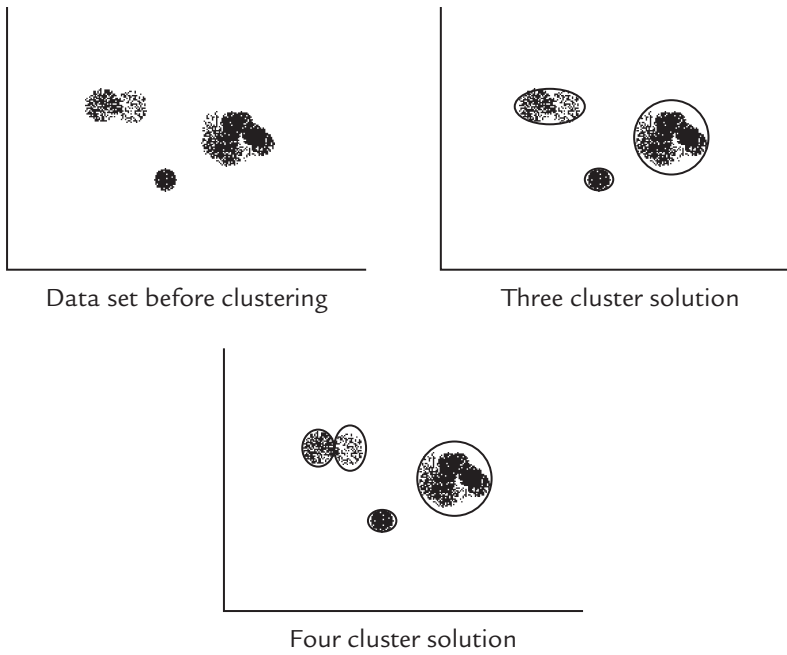 Data set before clustering
Three cluster solution
Four cluster solution